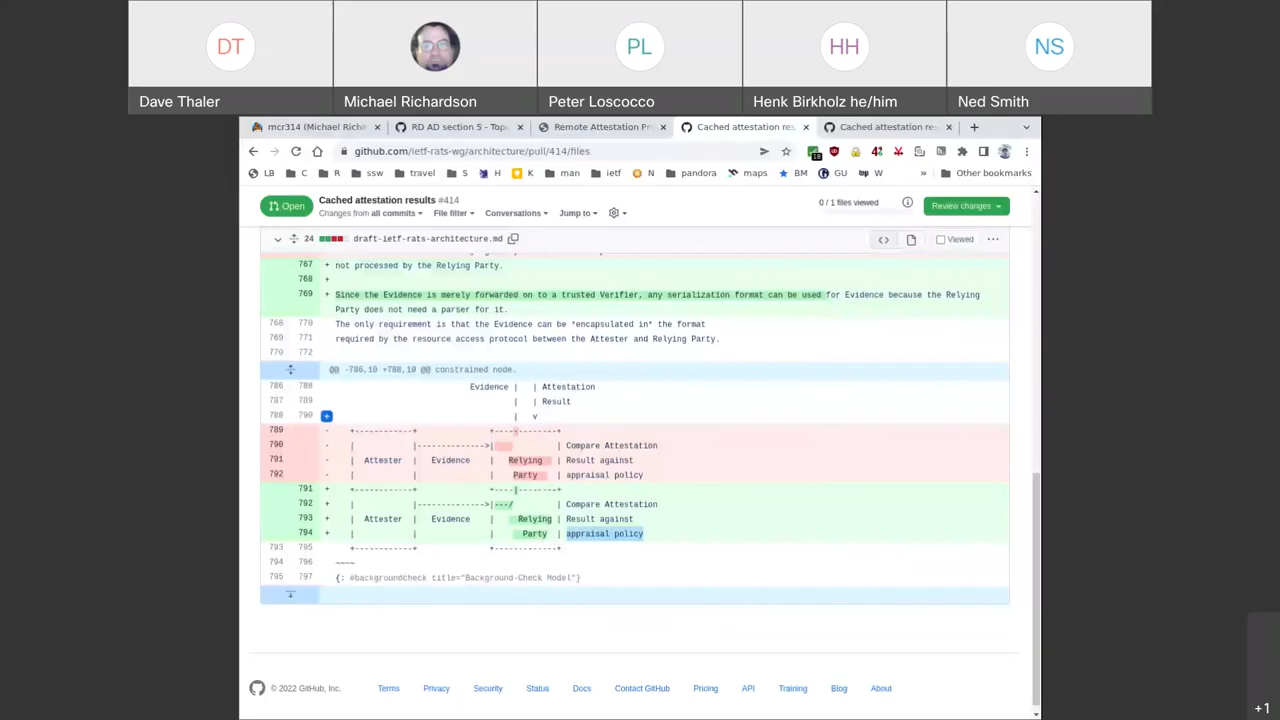 DT
PL
HH
NS
Dave Thaler
Michael Richardson
Peter Loscocco
Henk Birkholz he/him
Ned Smith
mcr314 (Michael Richa
RD AD section 5 - Topo
Remote Attestation Pr
Cached attestation res
Cached attestation re
github.com/ietf-rats-wg/architecture/pull/414/files
18
LB
C
R
ssw
travel
S
H
K
man
ietf
N
pandora
maps
BM
GU
W
»
Other bookmarks
Open
Cached attestation results #414
Changes from all commits
File filter
Conversations
Jump to
0 / 1 files viewed
Review changes
24 draft-ietf-rats-architecture.md
Viewed
767 + not processed by the Relying Party.
768 +
769 + Since the Evidence is merely forwarded on to a trusted Verifier, any serialization format can be used for Evidence because the Relying
Party does not need a parser for it.
768 770 The only requirement is that the Evidence can be *encapsulated in* the format
769 771 required by the resource access protocol between the Attester and Relying Party.
770 772
@@ -786,10 +788,10 @@ constrained node.
786 788 Evidence | | Attestation
787 789 | | Result
788 790 | v
789 - +------------+ +----.--------+
790 - | |-------------->| | Compare Attestation
791 - | Attester | Evidence | Relying | Result against
792 - | | | Party | appraisal policy
791 + +------------+ +----|--------+
792 + | |-------------->|---/ | Compare Attestation
793 + | Attester | Evidence | Relying | Result against
794 + | | | Party | appraisal policy
793 795 +------------+ +-------------+
794 796 ~~~~
795 797 {: #backgroundcheck title="Background-Check Model"}
© 2022 GitHub, Inc.
Terms
Privacy
Security
Status
Docs
Contact GitHub
Pricing
API
Training
Blog
About
+1